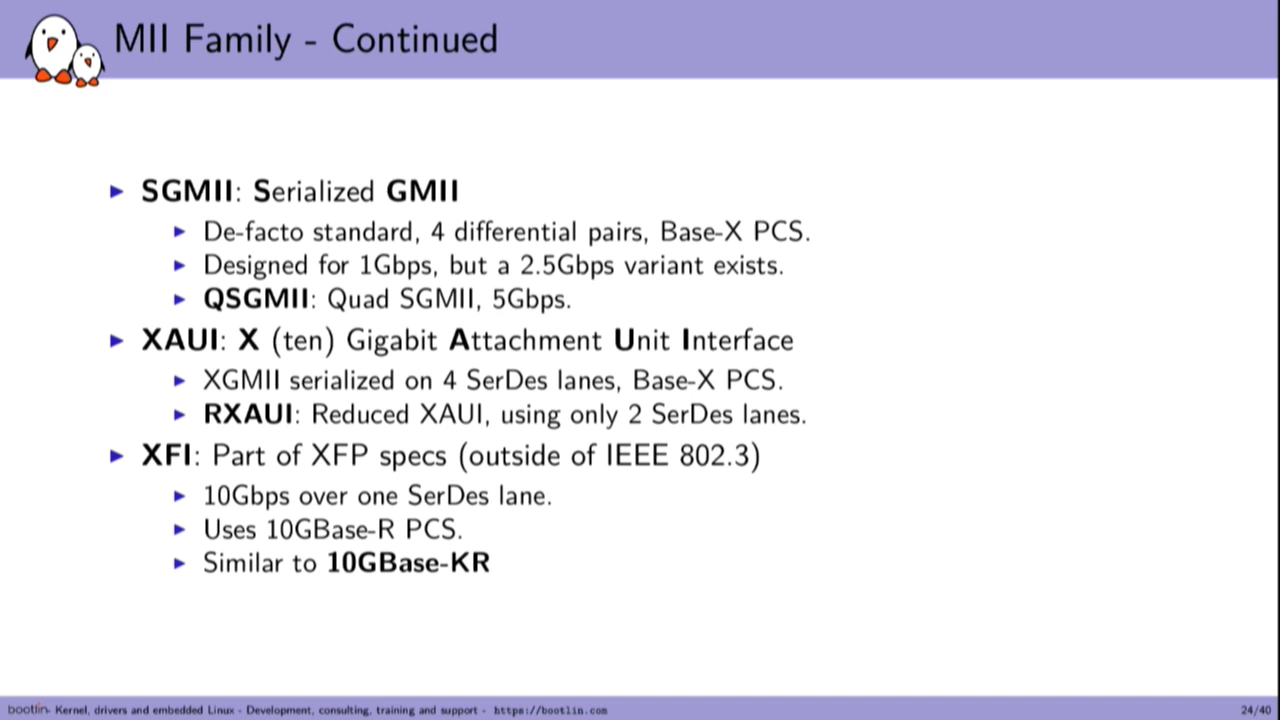 MII Family - Continued
SGMII: Serialized GMII
De-facto standard, 4 differential pairs, Base-X PCS.
Designed for 1Gbps, but a 2.5Gbps variant exists.
QSGMII: Quad SGMII, 5Gbps.
XAUI: X (ten) Gigabit Attachment Unit Interface
XGMII serialized on 4 SerDes lanes, Base-X PCS.
RXAUI: Reduced XAUI, using only 2 SerDes lanes.
XFI: Part of XFP specs (outside of IEEE 802.3)
10Gbps over one SerDes lane.
Uses 10GBase-R PCS.
Similar to 10GBase-KR
bootlin - Kernel, drivers and embedded Linux - Development, consulting, training and support - https://bootlin.com 24/40